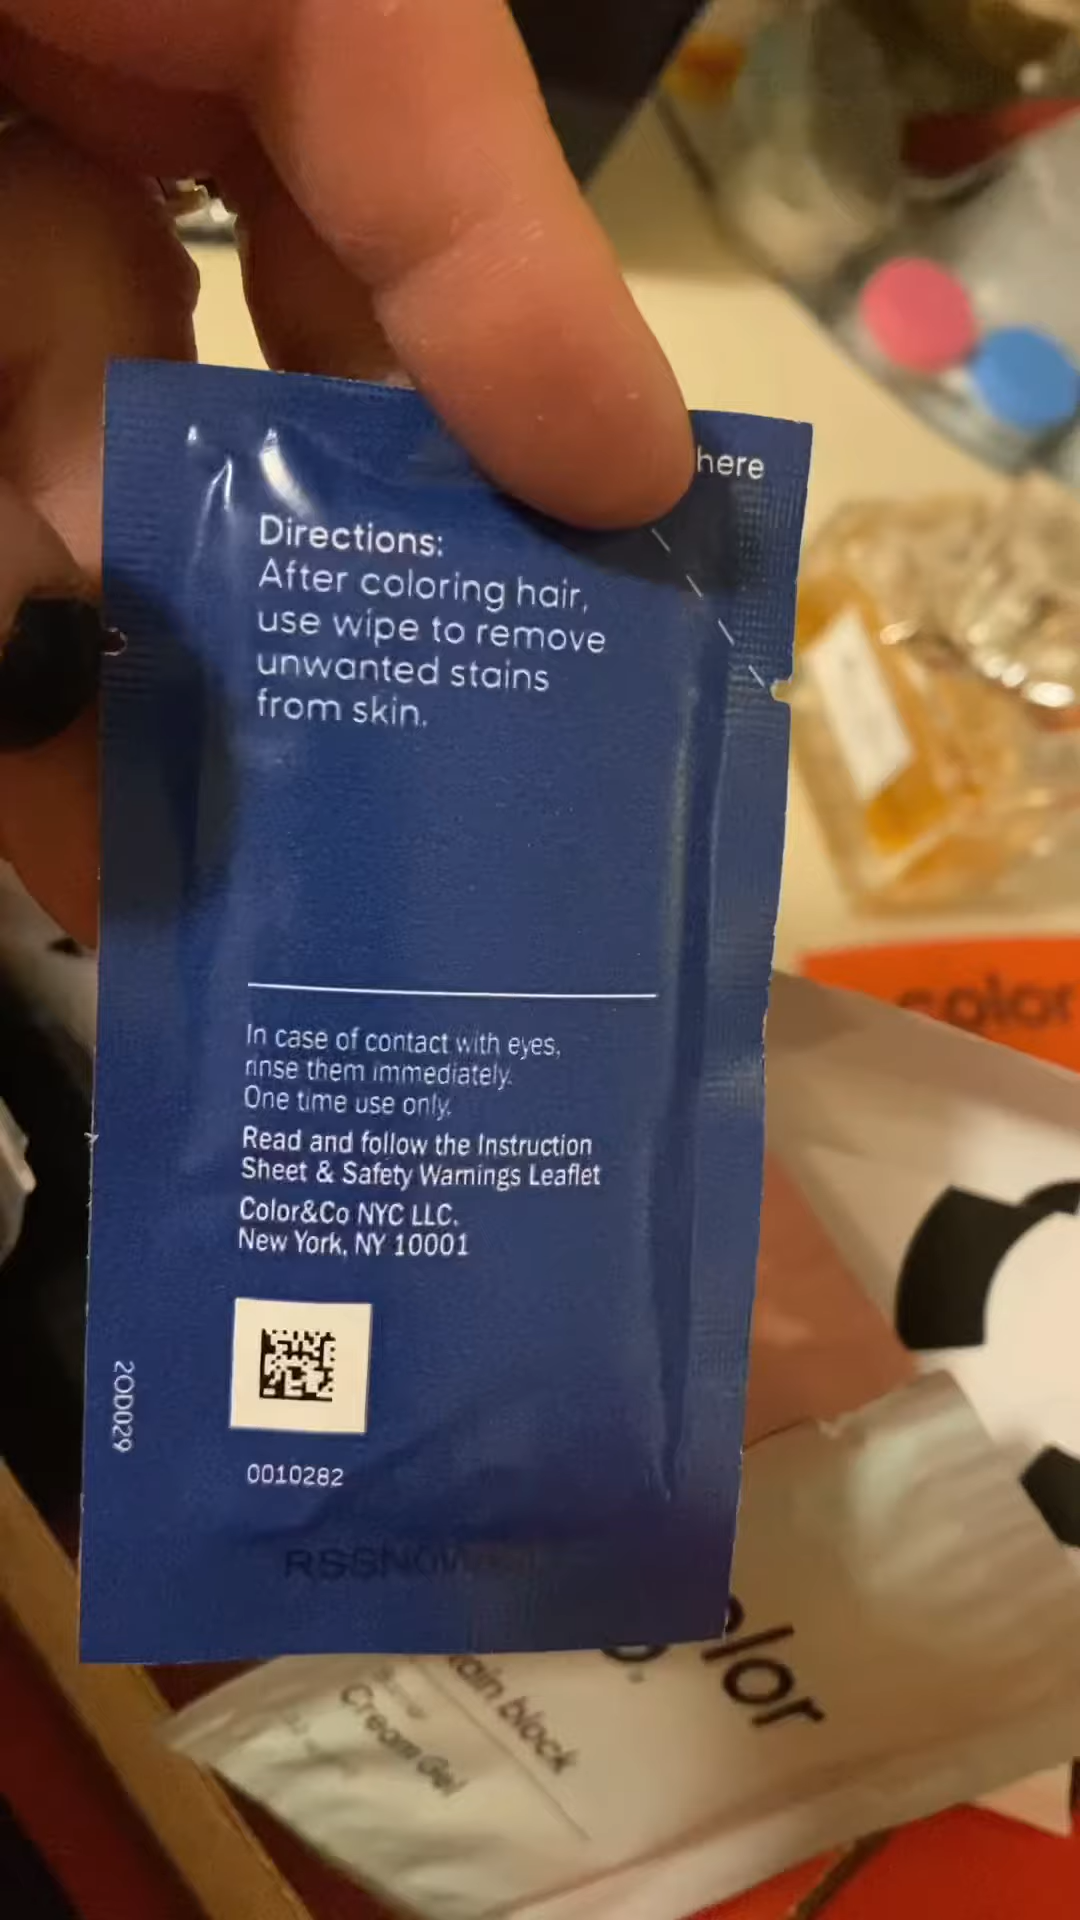 here
Directions:
After coloring hair,
use wipe to remove
unwanted stains
from skin.
In case of contact with eyes,
rinse them immediately.
One time use only.
Read and follow the Instruction
Sheet & Safety Warnings Leaflet
Color&Co NYC LLC.
New York, NY 10001
20D029
0010282
color
lor
ain block
Cream Gel